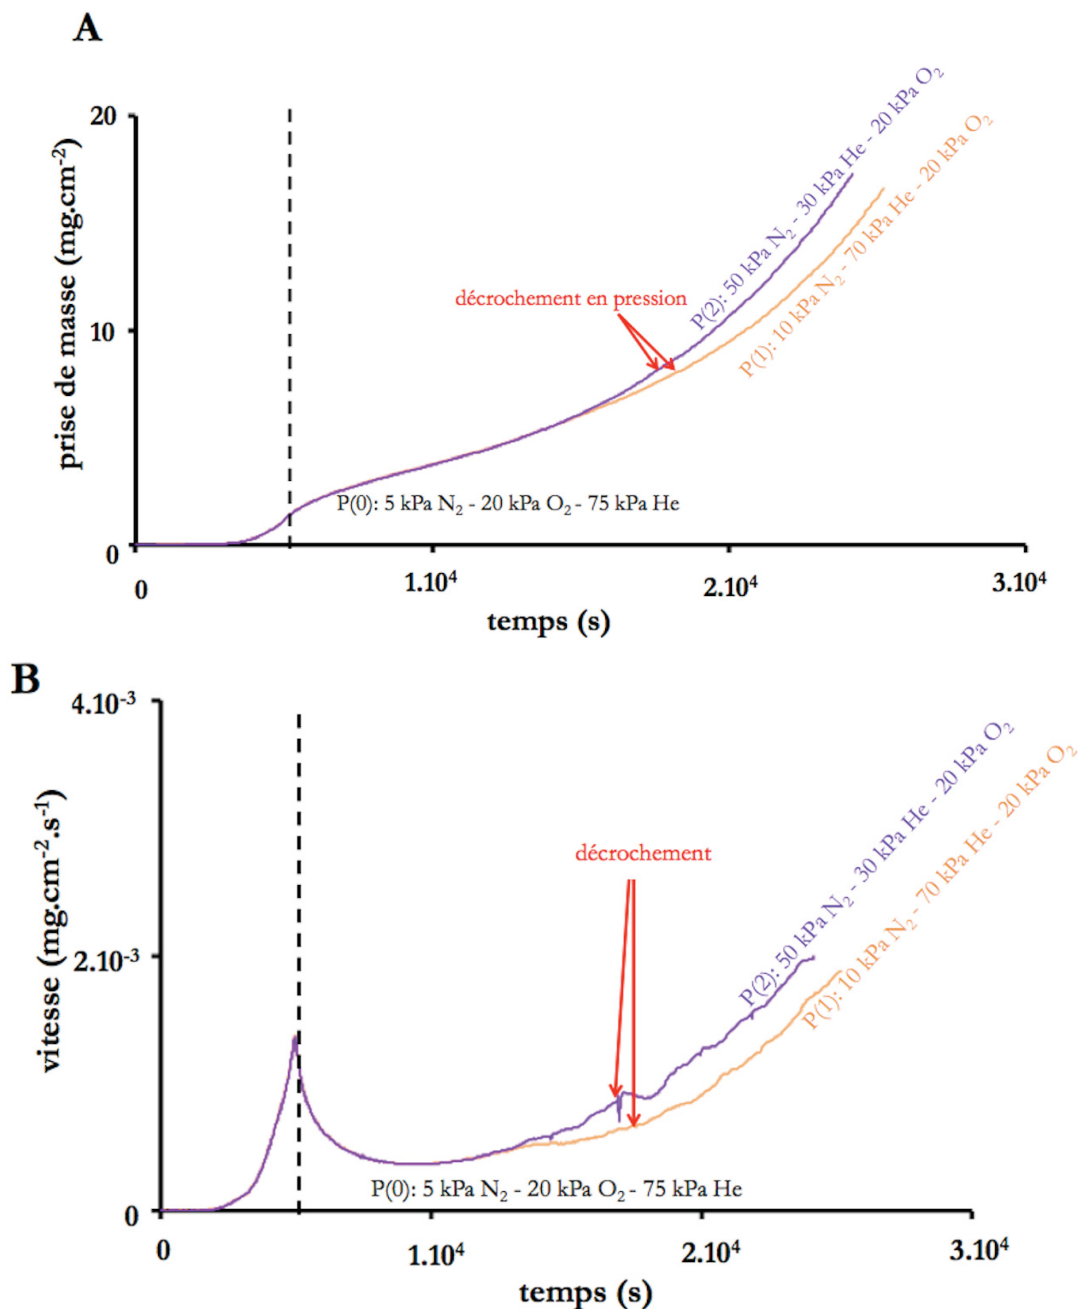 A
prise de masse (mg.cm⁻²)
20
10
0
décrochement en pression
P(2): 50 kPa N₂ - 30 kPa He - 20 kPa O₂
P(1): 10 kPa N₂ - 70 kPa He - 20 kPa O₂
P(0): 5 kPa N₂ - 20 kPa O₂ - 75 kPa He
0
1.10⁴
2.10⁴
3.10⁴
temps (s)
B
vitesse (mg.cm⁻².s⁻¹)
4.10⁻³
2.10⁻³
0
décrochement
P(2): 50 kPa N₂ - 30 kPa He - 20 kPa O₂
P(1): 10 kPa N₂ - 70 kPa He - 20 kPa O₂
P(0): 5 kPa N₂ - 20 kPa O₂ - 75 kPa He
0
1.10⁴
2.10⁴
3.10⁴
temps (s)